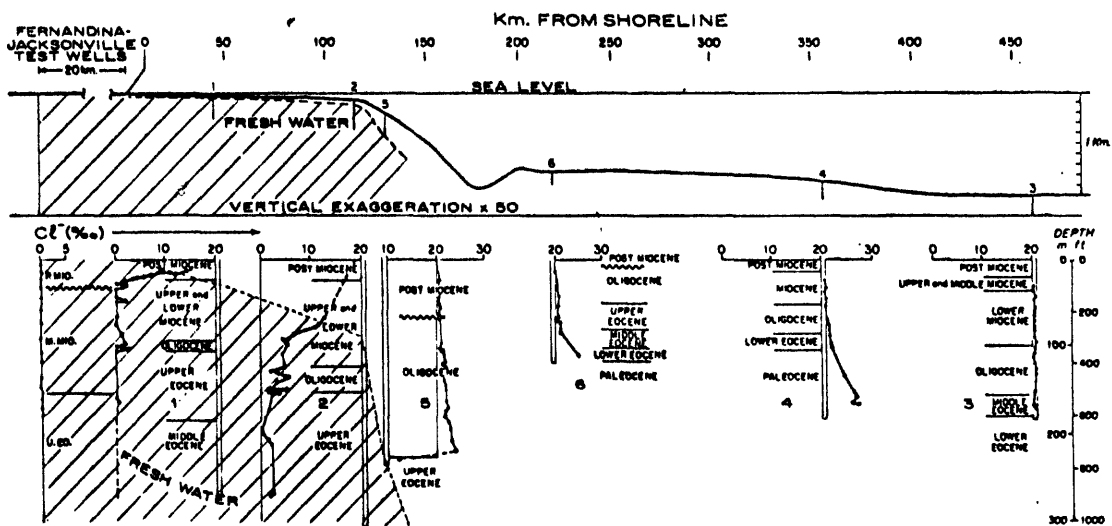 FERNANDINA-
JACKSONVILLE
TEST WELLS
20 km.
Km. FROM SHORELINE
0 50 100 150 200 250 300 350 400 450
SEA LEVEL
1 2 5 6 4 3
FRESH WATER
1 Km.
VERTICAL EXAGGERATION x 50
Cl⁻(‰)
0 5 0 10 20 0 10 20 10 20 30 20 30 10 20 30 0 10 20
DEPTH
m ft
P. MIO.
M. MIO.
U. EO.
POST MIOCENE
UPPER and
LOWER
MIOCENE
OLIGOCENE
UPPER
EOCENE
1
MIDDLE
EOCENE
FRESH WATER
POST MIOCENE
UPPER and
LOWER
MIOCENE
OLIGOCENE
2
UPPER
EOCENE
POST
MIOCENE
OLIGOCENE
5
UPPER
EOCENE
POST MIOCENE
OLIGOCENE
UPPER
EOCENE
MIDDLE
EOCENE
LOWER EOCENE
PALEOCENE
6
POST MIOCENE
MIOCENE
OLIGOCENE
LOWER EOCENE
PALEOCENE
4
POST MIOCENE
UPPER and MIDDLE MIOCENE
LOWER
MIOCENE
OLIGOCENE
3
MIDDLE
EOCENE
LOWER
EOCENE
0 0
200
100
400
600
200
800
300 1000